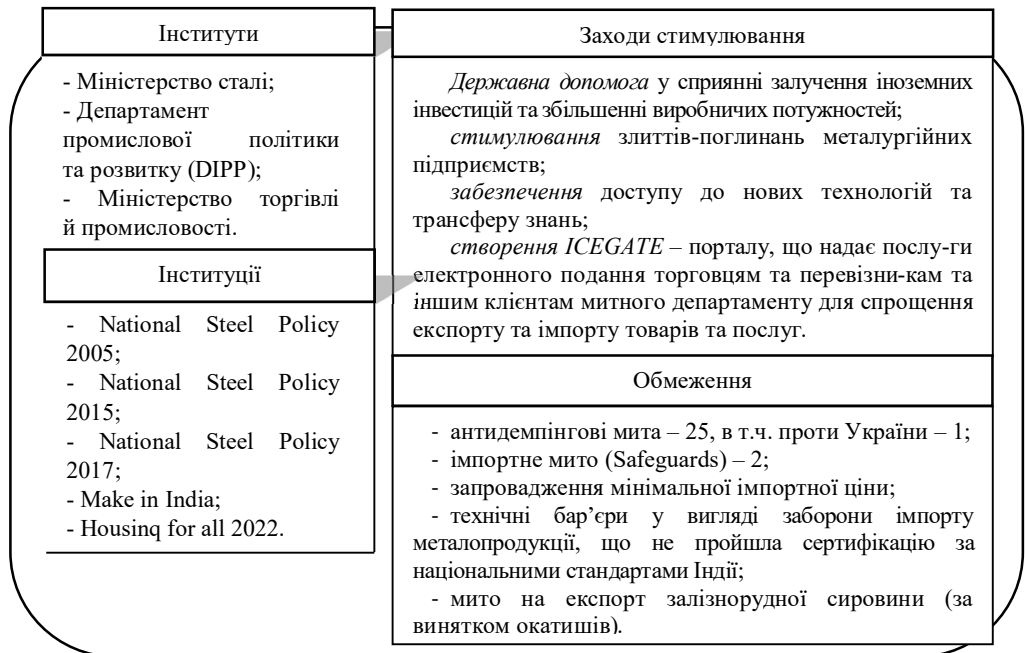 Інститути
- Міністерство сталі;
- Департамент
промислової політики
та розвитку (DIPP);
- Міністерство торгівлі
й промисловості.
Інституції
- National Steel Policy
2005;
- National Steel Policy
2015;
- National Steel Policy
2017;
- Make in India;
- Housinq for all 2022.
Заходи стимулювання
Державна допомога у сприянні залучення іноземних
інвестицій та збільшенні виробничих потужностей;
стимулювання злиттів-поглинань металургійних
підприємств;
забезпечення доступу до нових технологій та
трансферу знань;
створення ICEGATE – порталу, що надає послу-ги
електронного подання торговцям та перевізни-кам та
іншим клієнтам митного департаменту для спрощення
експорту та імпорту товарів та послуг.
Обмеження
- антидемпінгові мита – 25, в т.ч. проти України – 1;
- імпортне мито (Safeguards) – 2;
- запровадження мінімальної імпортної ціни;
- технічні бар’єри у вигляді заборони імпорту
металопродукції, що не пройшла сертифікацію за
національними стандартами Індії;
- мито на експорт залізнорудної сировини (за
винятком окатишів).